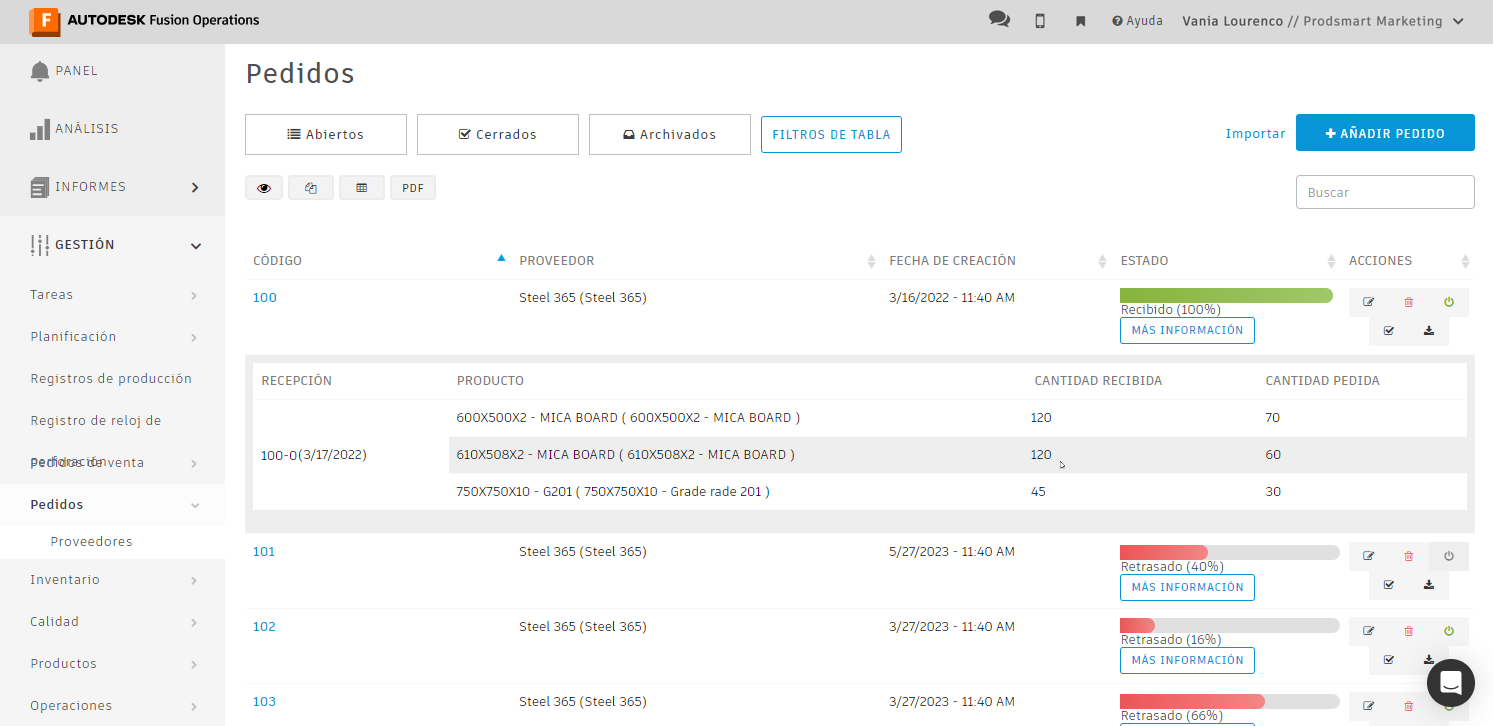 F AUTODESK Fusion Operations
Ayuda
Vania Lourenco // Prodsmart Marketing
PANEL
ANÁLISIS
INFORMES
GESTIÓN
Tareas
Planificación
Registros de producción
Registro de reloj de
perforación
Pedidos de venta
Pedidos
Proveedores
Inventario
Calidad
Productos
Operaciones
Pedidos
Abiertos
Cerrados
Archivados
FILTROS DE TABLA
Importar
+ AÑADIR PEDIDO
PDF
Buscar
CÓDIGO PROVEEDOR FECHA DE CREACIÓN ESTADO ACCIONES
100 Steel 365 (Steel 365) 3/16/2022 - 11:40 AM
Recibido (100%)
MÁS INFORMACIÓN
RECEPCIÓN PRODUCTO CANTIDAD RECIBIDA CANTIDAD PEDIDA
600X500X2 - MICA BOARD ( 600X500X2 - MICA BOARD ) 120 70
100-0(3/17/2022) 610X508X2 - MICA BOARD ( 610X508X2 - MICA BOARD ) 120 60
750X750X10 - G201 ( 750X750X10 - Grade rade 201 ) 45 30
101 Steel 365 (Steel 365) 5/27/2023 - 11:40 AM
Retrasado (40%)
MÁS INFORMACIÓN
102 Steel 365 (Steel 365) 3/27/2023 - 11:40 AM
Retrasado (16%)
MÁS INFORMACIÓN
103 Steel 365 (Steel 365) 3/27/2023 - 11:40 AM
Retrasado (66%)